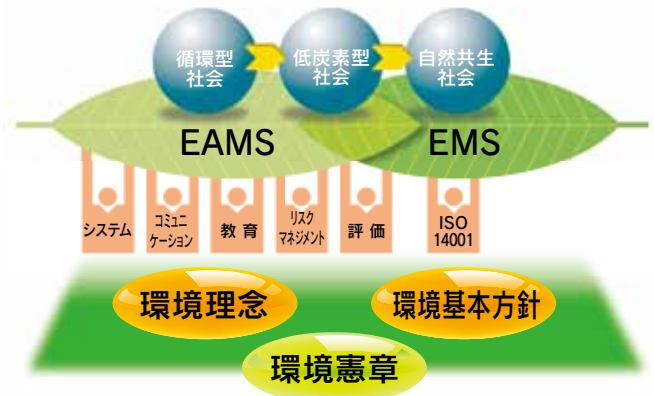 循環型
社会
低炭素型
社会
自然共生
社会
EAMS
EMS
システム
コミュニ
ケーション
教育
リスク
マネジメント
評価
ISO
14001
環境理念
環境基本方針
環境憲章